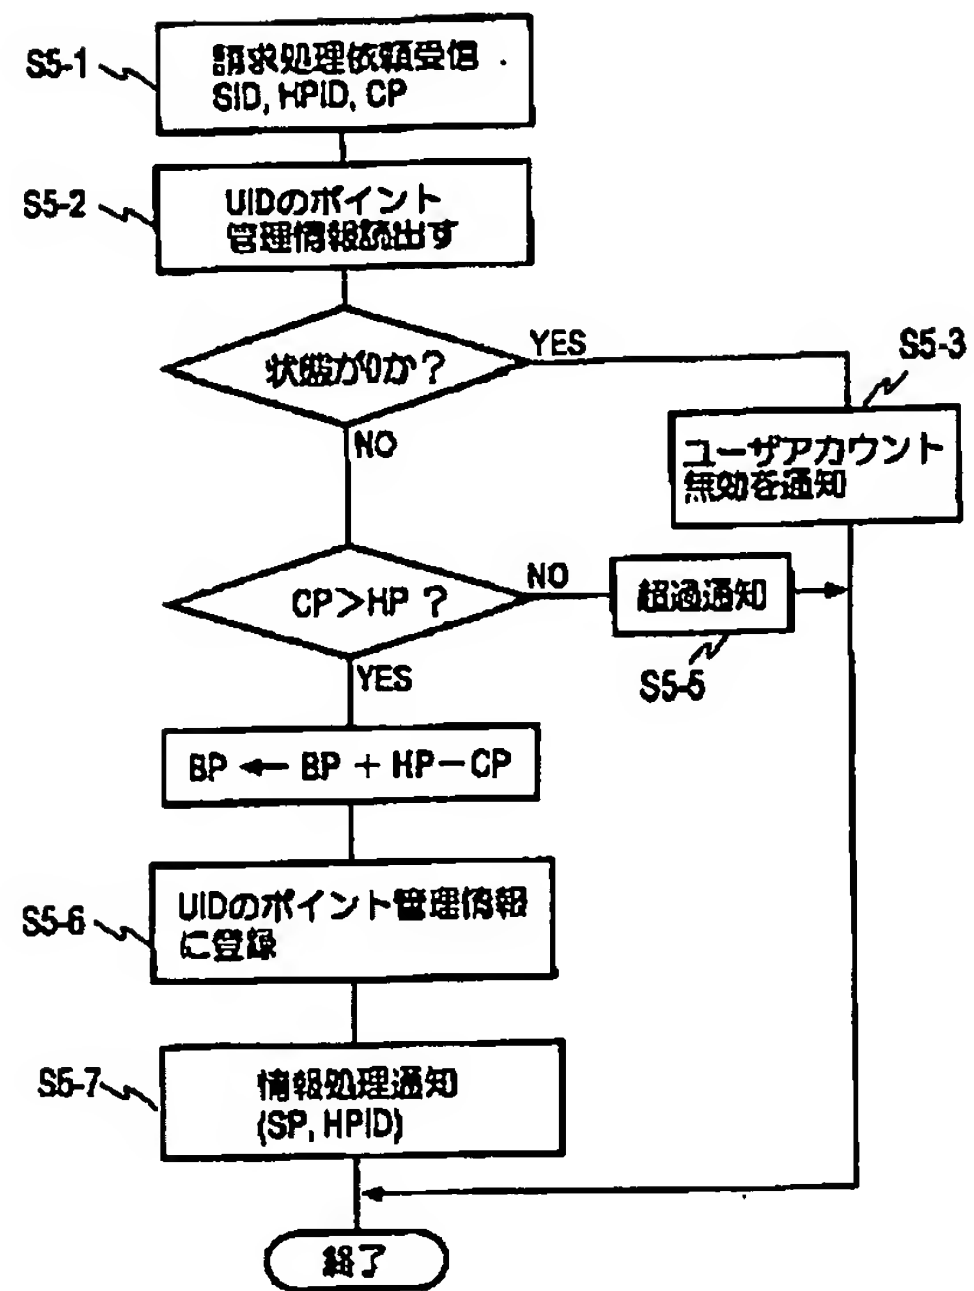 S5-1
請求処理依頼受信
SID, HPID, CP
S5-2
UIDのポイント
管理情報読出す
状態が0か？
YES
NO
S5-3
ユーザアカウント
無効を通知
CP>HP？
NO
YES
超過通知
S5-5
BP ← BP + HP－CP
S5-6
UIDのポイント管理情報
に登録
S5-7
情報処理通知
(SP, HPID)
終了